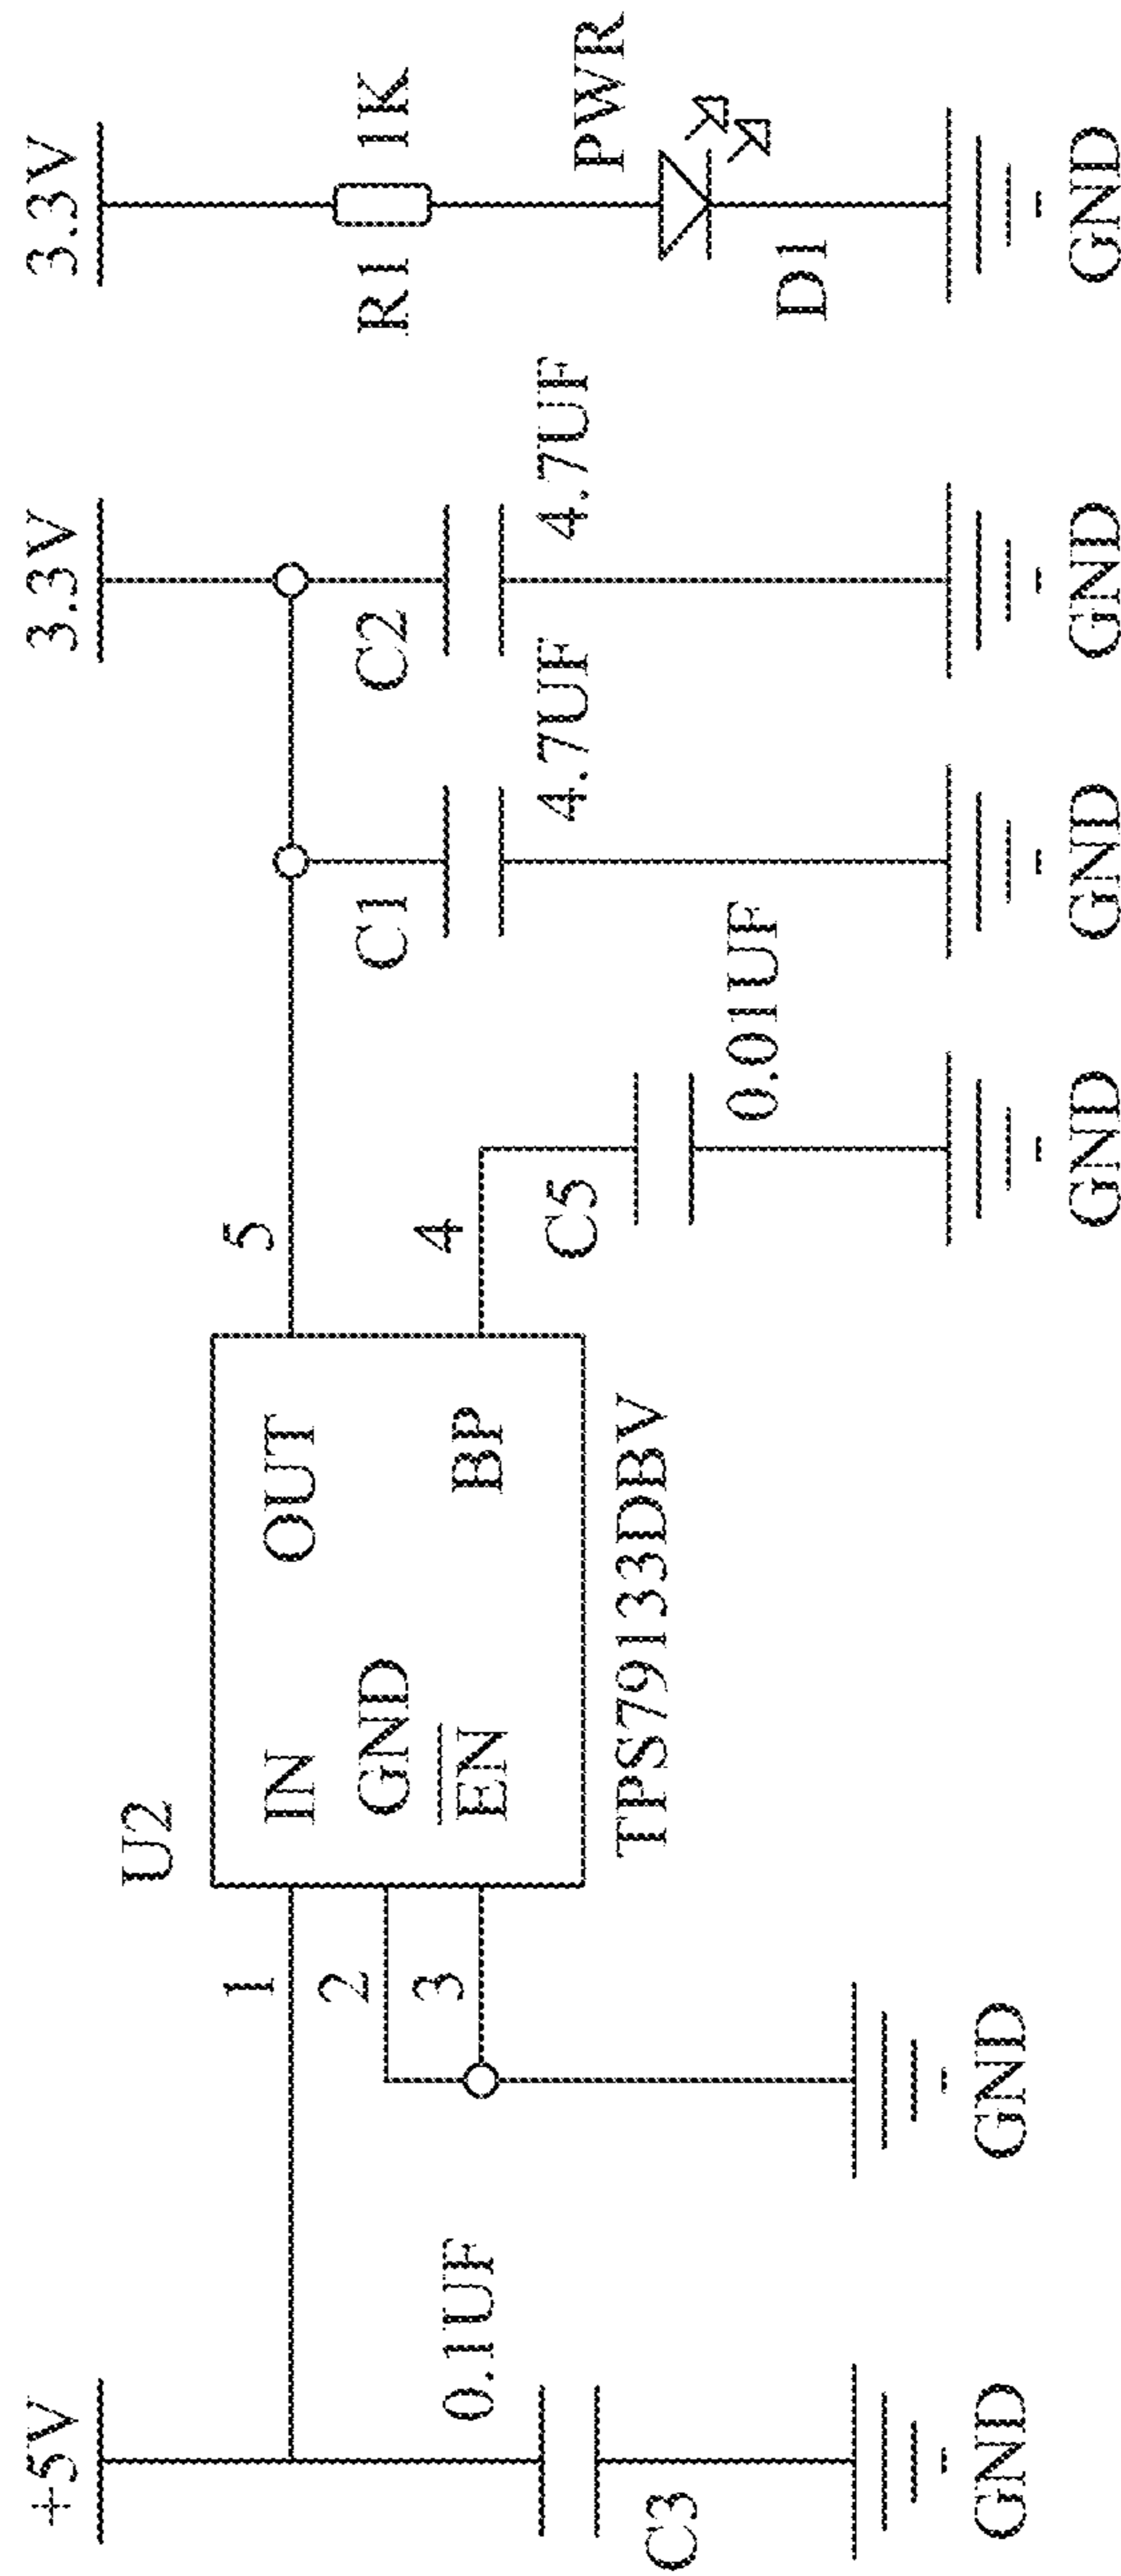 +5V
0.1UF
C3
GND
U2
1
2
3
IN
GND
EN
OUT
BP
TPS79133DBV
GND
5
4
C5
0.01UF
GND
C1
4.7UF
GND
3.3V
C2
4.7UF
GND
3.3V
R1
1K
PWR
D1
GND